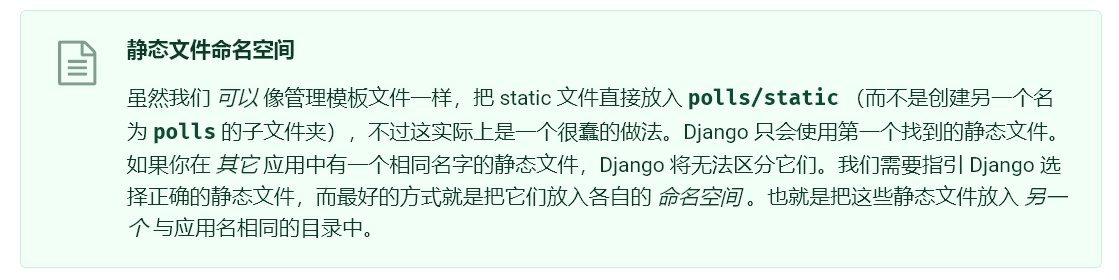 静态文件命名空间
虽然我们 可以 像管理模板文件一样，把 static 文件直接放入 polls/static （而不是创建另一个名
为 polls 的子文件夹），不过这实际上是一个很蠢的做法。Django 只会使用第一个找到的静态文件。
如果你在 其它 应用中有一个相同名字的静态文件，Django 将无法区分它们。我们需要指引 Django 选
择正确的静态文件，而最好的方式就是把它们放入各自的 命名空间 。也就是把这些静态文件放入 另一
个 与应用名相同的目录中。